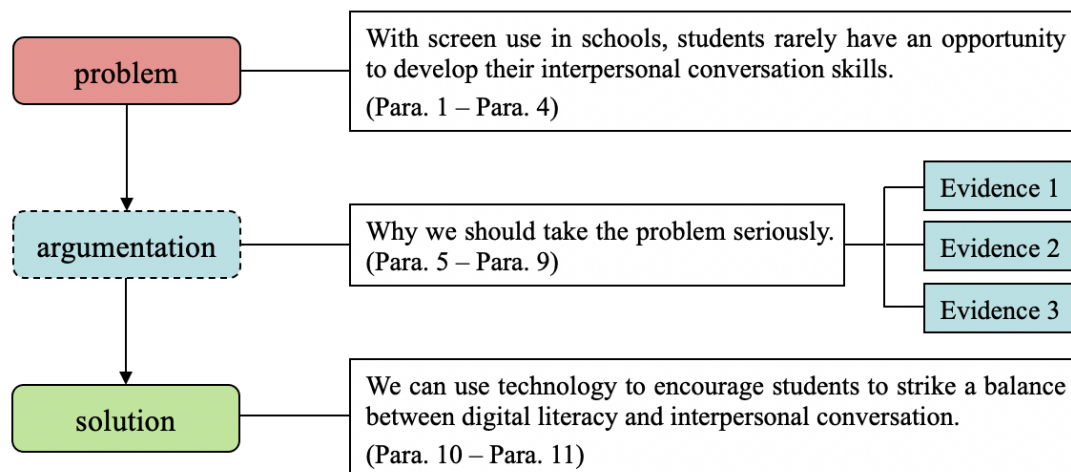 problem
With screen use in schools, students rarely have an opportunity
to develop their interpersonal conversation skills.
(Para. 1 – Para. 4)
argumentation
Why we should take the problem seriously.
(Para. 5 – Para. 9)
Evidence 1
Evidence 2
Evidence 3
solution
We can use technology to encourage students to strike a balance
between digital literacy and interpersonal conversation.
(Para. 10 – Para. 11)